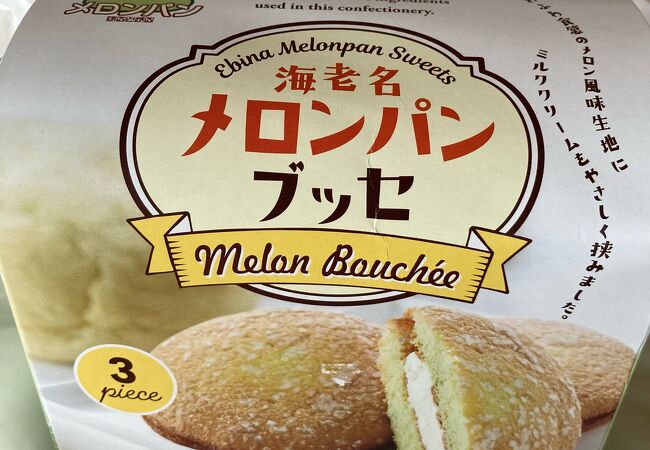 メロンパン
ingredients
used in this confectionery.
Ebina Melonpan Sweets
海老名
メロンパン
ブッセ
Melon Bouchée
のメロン風味生地に
ミルククリームをやさしく挟みました。
3
piece